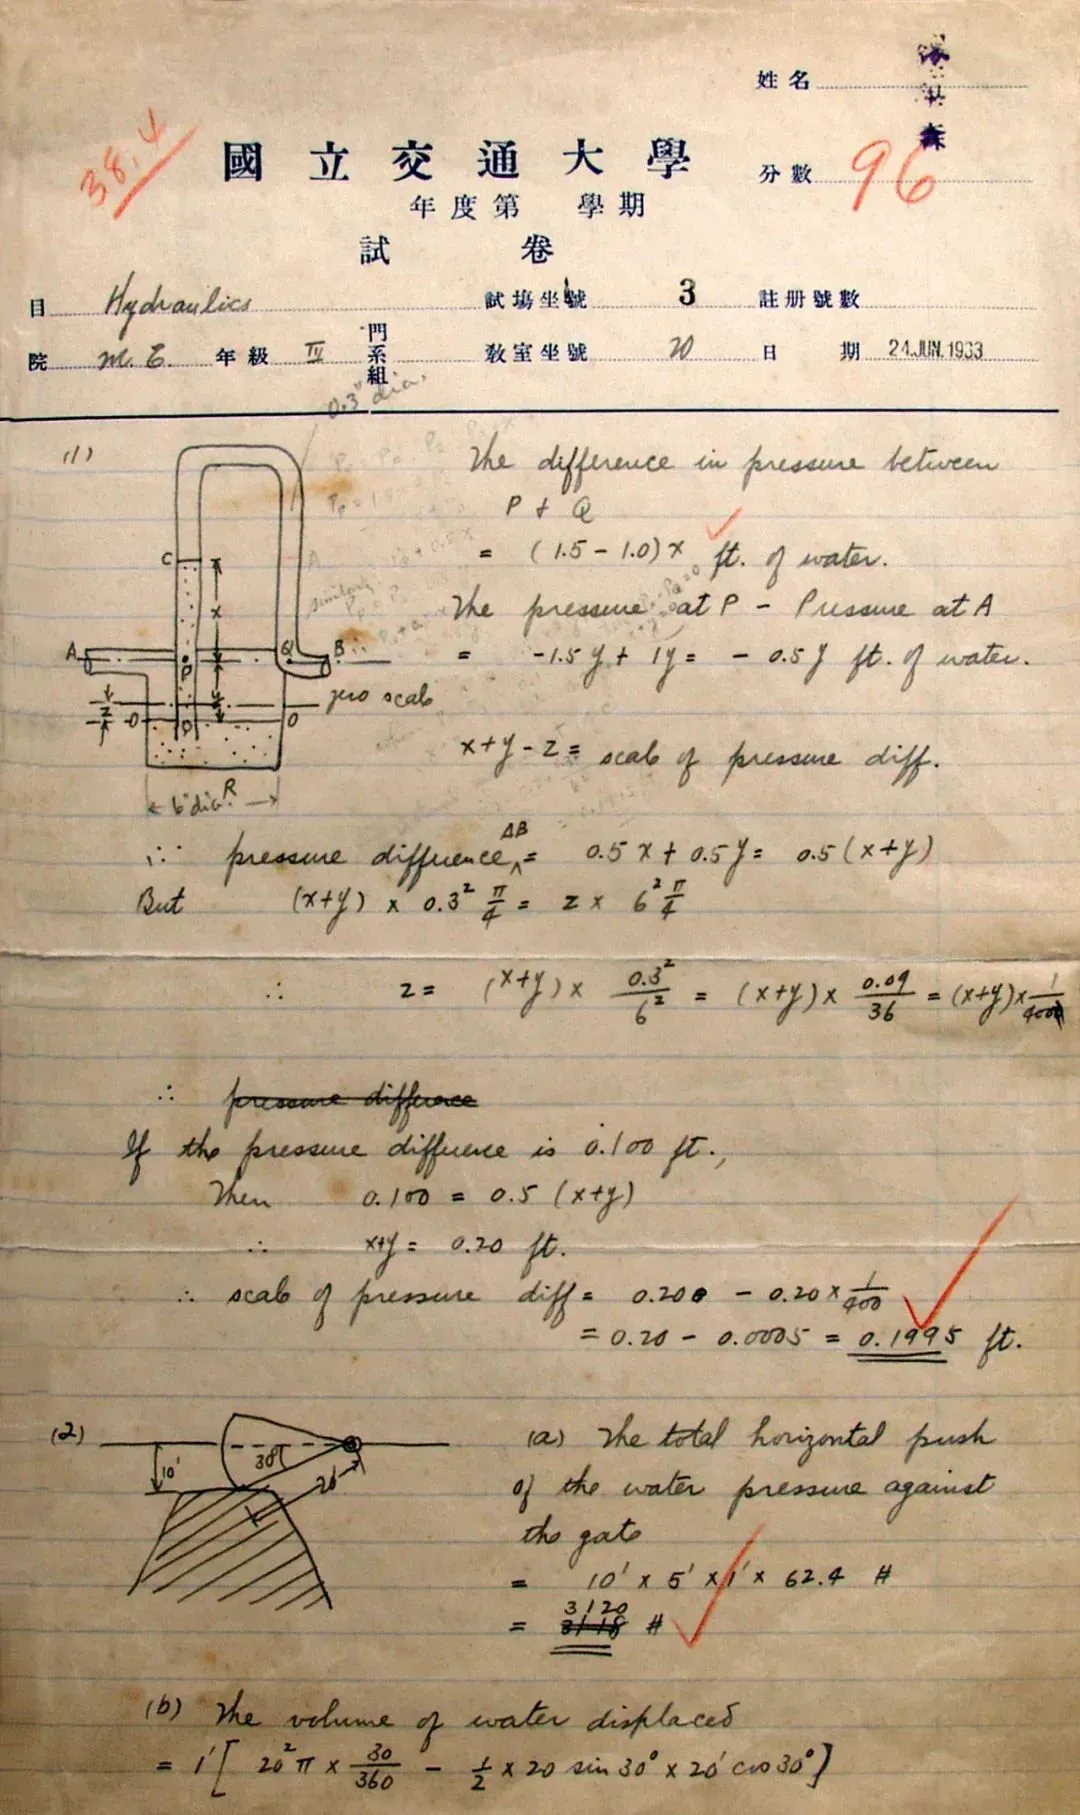 姓名
38.4
國立交通大學
分數 96
年度第 學期
試 卷
目 Hydraulics 試場坐號 3 註册號數
院 M.E. 年級 IV 門系組 教室坐號 20 日期 24.JUN.1933
0.3" dia.
(1)
The difference in pressure between
P + Q
= (1.5 - 1.0)x ft. of water.
The pressure at P - Pressure at A
= -1.5y + 1y = - 0.5y ft. of water.
C
x
A
P
Q
B
y
z
O
O
zero scale
R
6" dia.
x+y-z = scale of pressure diff.
∴ pressure difference AB = 0.5x + 0.5y = 0.5(x+y)
But (x+y) x 0.3² π/4 = z x 6² π/4
∴ z = (x+y) x 0.3²/6² = (x+y) x 0.09/36 = (x+y) x 1/400
∴ pressure difference
If the pressure difference is 0.100 ft.,
Then 0.100 = 0.5 (x+y)
∴ x+y = 0.20 ft.
∴ scale of pressure diff = 0.200 - 0.20 x 1/400
= 0.20 - 0.0005 = 0.1995 ft.
(2)
10'
30°
20'
(a) The total horizontal push
of the water pressure against
the gate
= 10' x 5' x 1' x 62.4 #
= 3120 #
(b) The volume of water displaced
= 1' [ 20² π x 30/360 - 1/2 x 20 sin 30° x 20' cos 30° ]